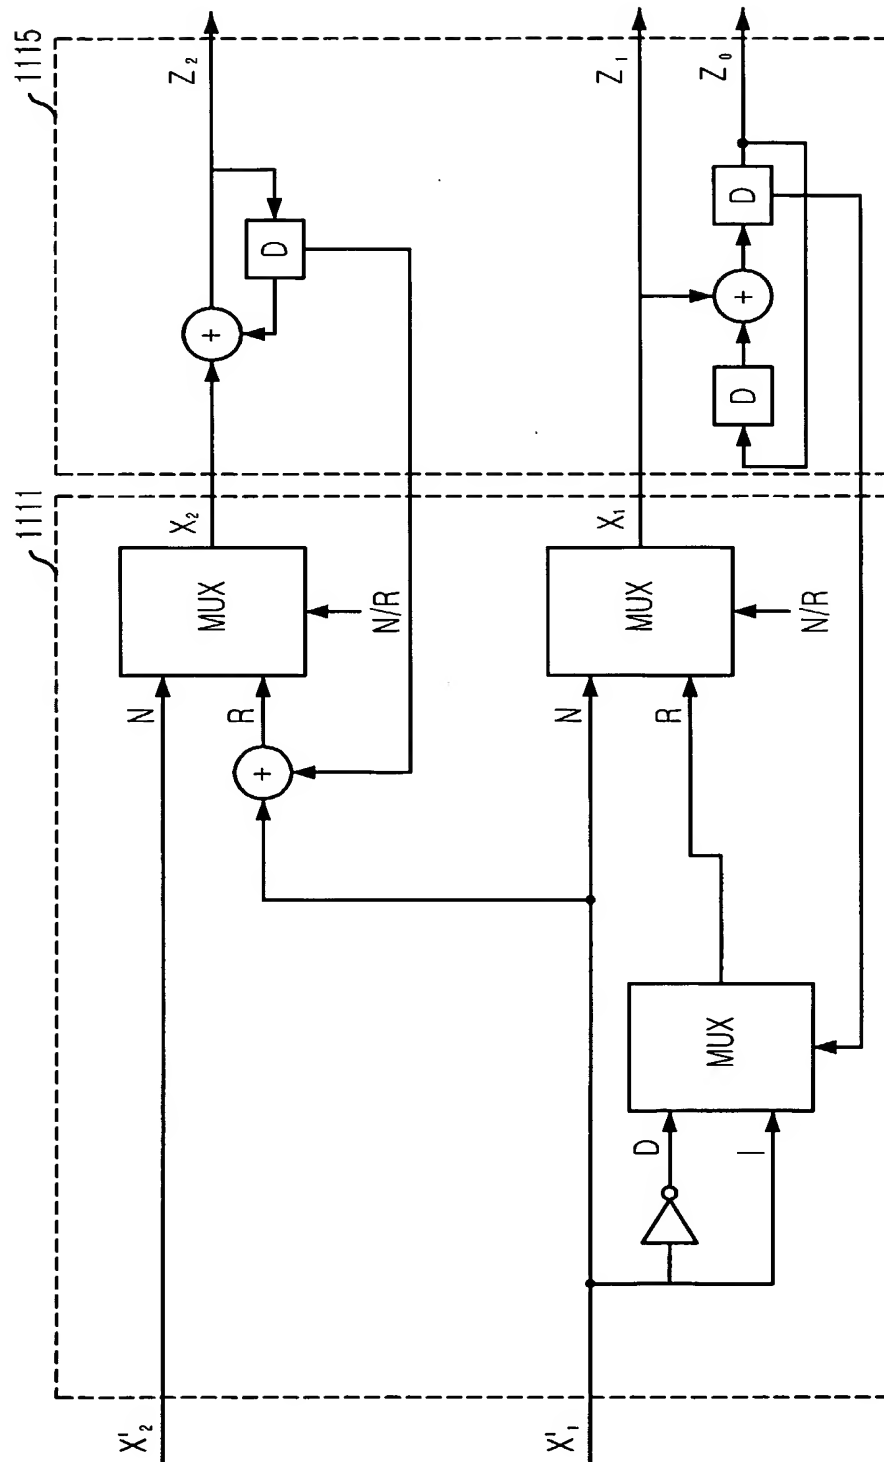 1111
1115
X'₂
N
R
MUX
N/R
X₂
+
+
D
Z₂
X'₁
N
R
MUX
N/R
X₁
Z₁
D
I
MUX
D
+
D
Z₀